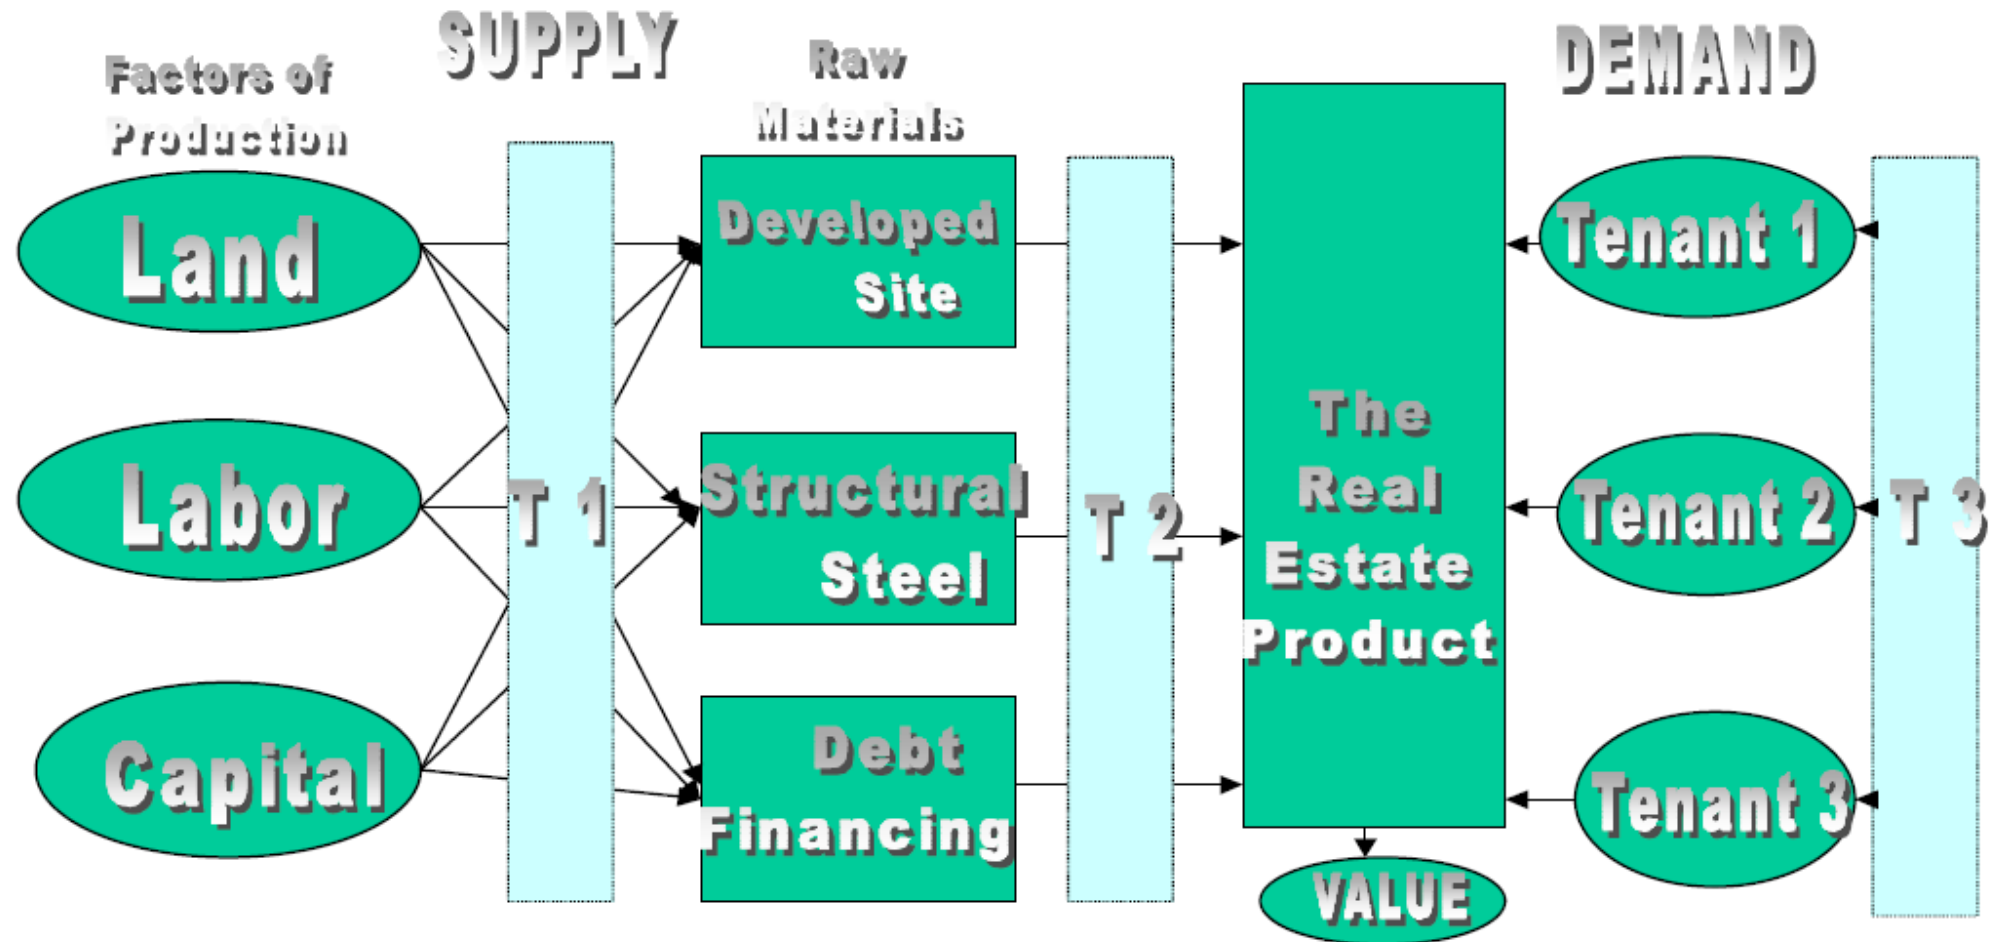 SUPPLY
DEMAND
Factors of
Production
Raw
Materials
Land
Labor
Capital
T 1
Developed
Site
Structural
Steel
Debt
Financing
T 2
The
Real
Estate
Product
VALUE
Tenant 1
Tenant 2
Tenant 3
T 3